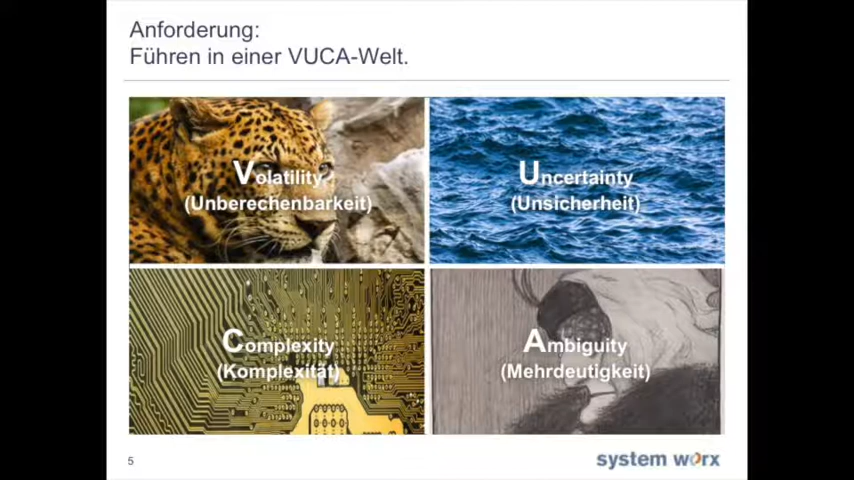 Anforderung:
Führen in einer VUCA-Welt.
Volatility
(Unberechenbarkeit)
Uncertainty
(Unsicherheit)
Complexity
(Komplexität)
Ambiguity
(Mehrdeutigkeit)
5
system worx